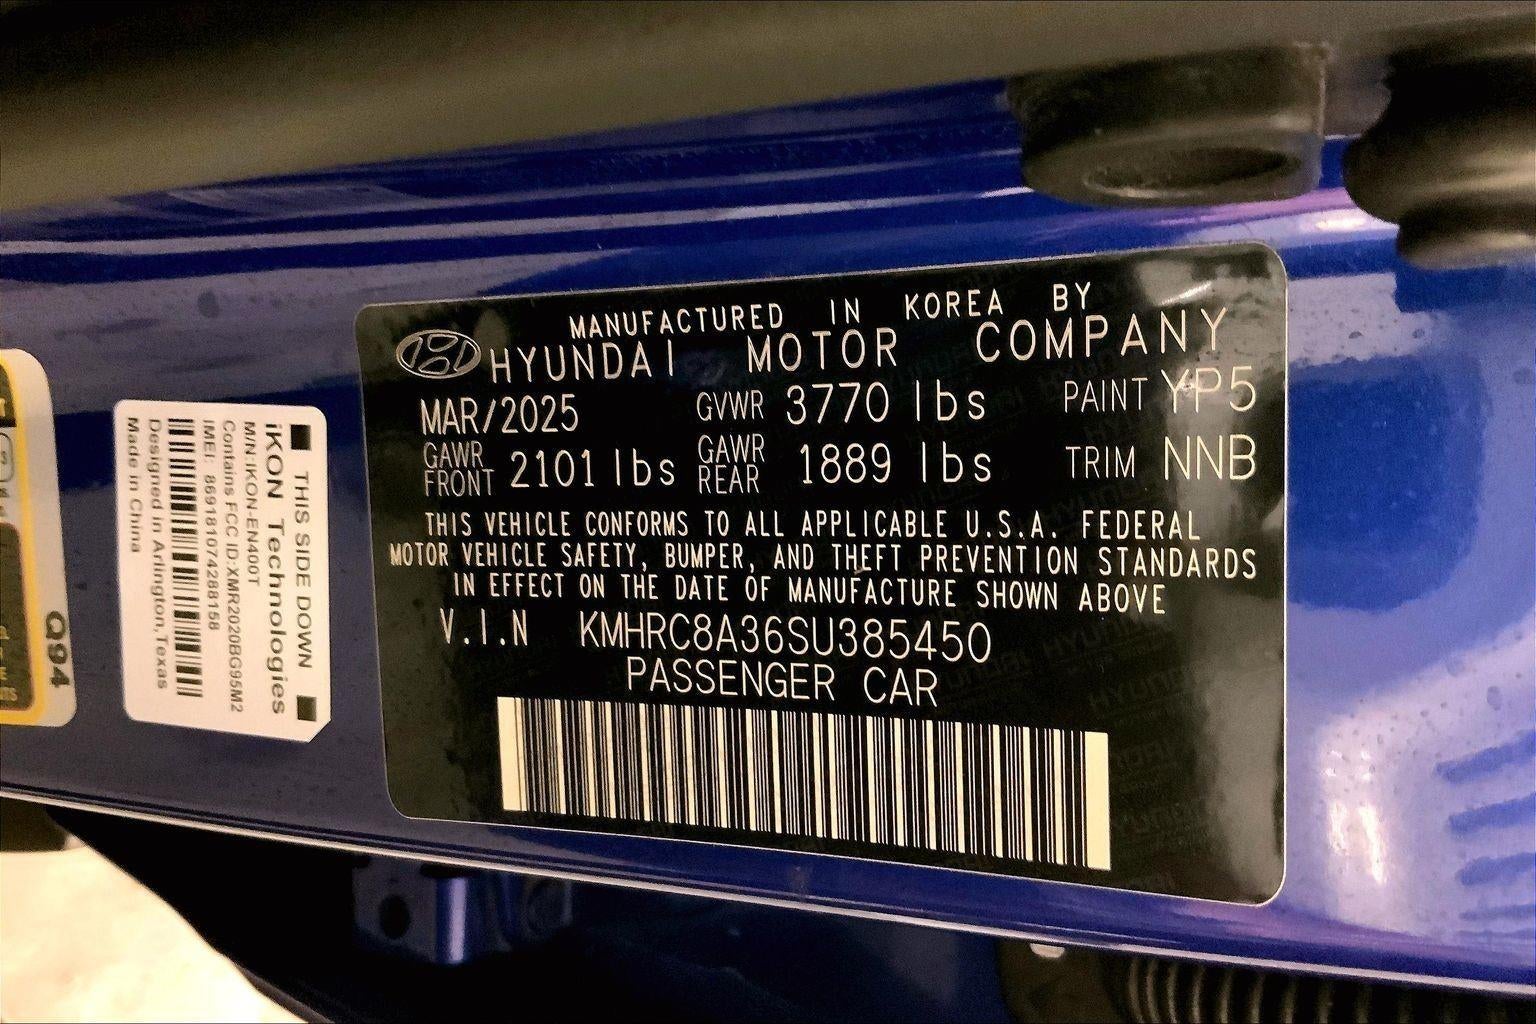 MANUFACTURED IN KOREA BY
HYUNDAI MOTOR COMPANY
MAR/2025 GVWR 3770 lbs PAINT YP5
GAWR FRONT 2101 lbs GAWR REAR 1889 lbs TRIM NNB
THIS VEHICLE CONFORMS TO ALL APPLICABLE U.S.A. FEDERAL
MOTOR VEHICLE SAFETY, BUMPER, AND THEFT PREVENTION STANDARDS
IN EFFECT ON THE DATE OF MANUFACTURE SHOWN ABOVE
V.I.N KMHRC8A36SU385450
PASSENGER CAR
THIS SIDE DOWN
iKON Technologies
M/N:IKON-EN400T
Contains FCC ID:XMR2020BG95M2
IMEI: 869181074288158
Designed in Arlington,Texas
Made in China
Q94